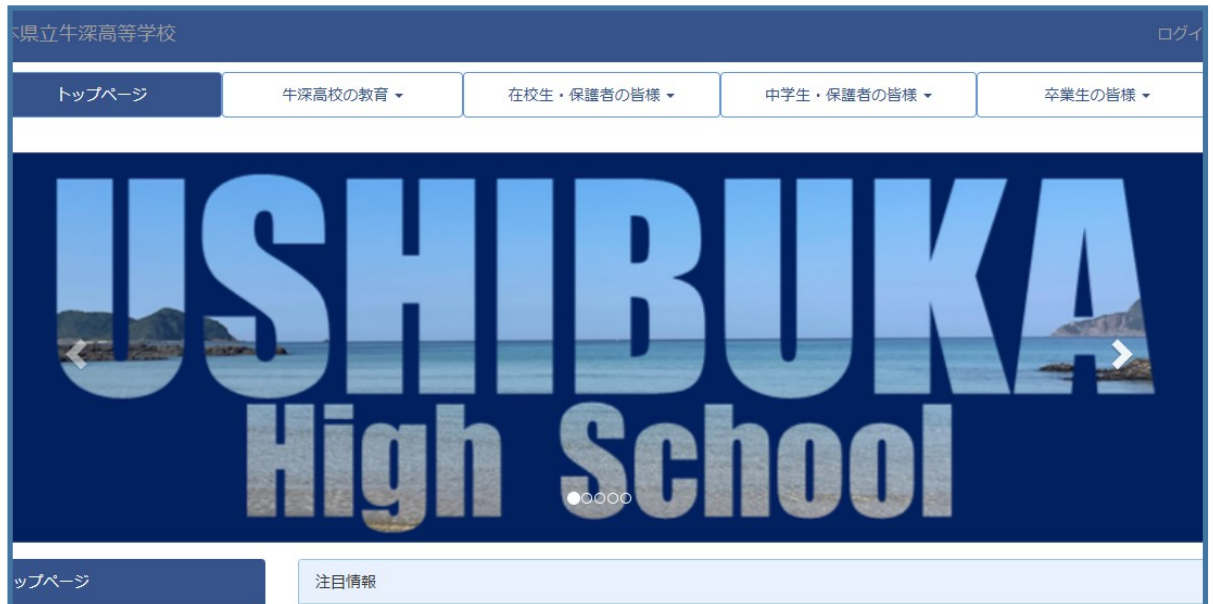 県立牛深高等学校 ログイ
トップページ 牛深高校の教育 在校生・保護者の皆様 中学生・保護者の皆様 卒業生の皆様
USHIBUKA
High School
ップページ 注目情報